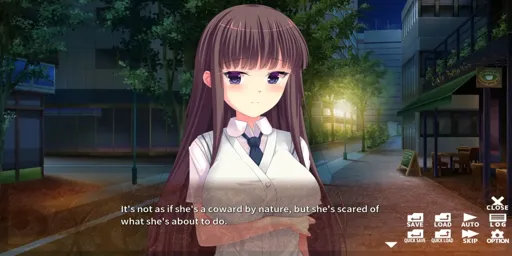 It's not as if she's a coward by nature, but she's scared of
what she's about to do.
CLOSE
SAVE
LOAD
AUTO
LOG
QUICK SAVE
QUICK LOAD
SKIP
OPTION